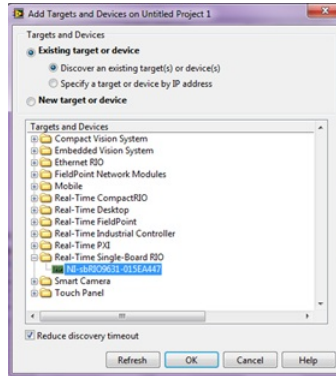 Add Targets and Devices on Untitled Project 1
Targets and Devices
Existing target or device
Discover an existing target(s) or device(s)
Specify a target or device by IP address
New target or device
Targets and Devices
Compact Vision System
Embedded Vision System
Ethernet RIO
FieldPoint Network Modules
Mobile
Real-Time CompactRIO
Real-Time Desktop
Real-Time FieldPoint
Real-Time Industrial Controller
Real-Time PXI
Real-Time Single-Board RIO
NI-sbRIO9631-015EA447
Smart Camera
Touch Panel
Reduce discovery timeout
Refresh OK Cancel Help